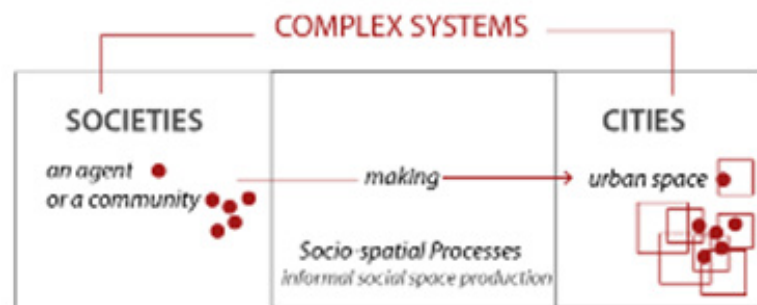 COMPLEX SYSTEMS
SOCIETIES
CITIES
an agent
or a community
making
urban space
Socio-spatial Processes
informal social space production